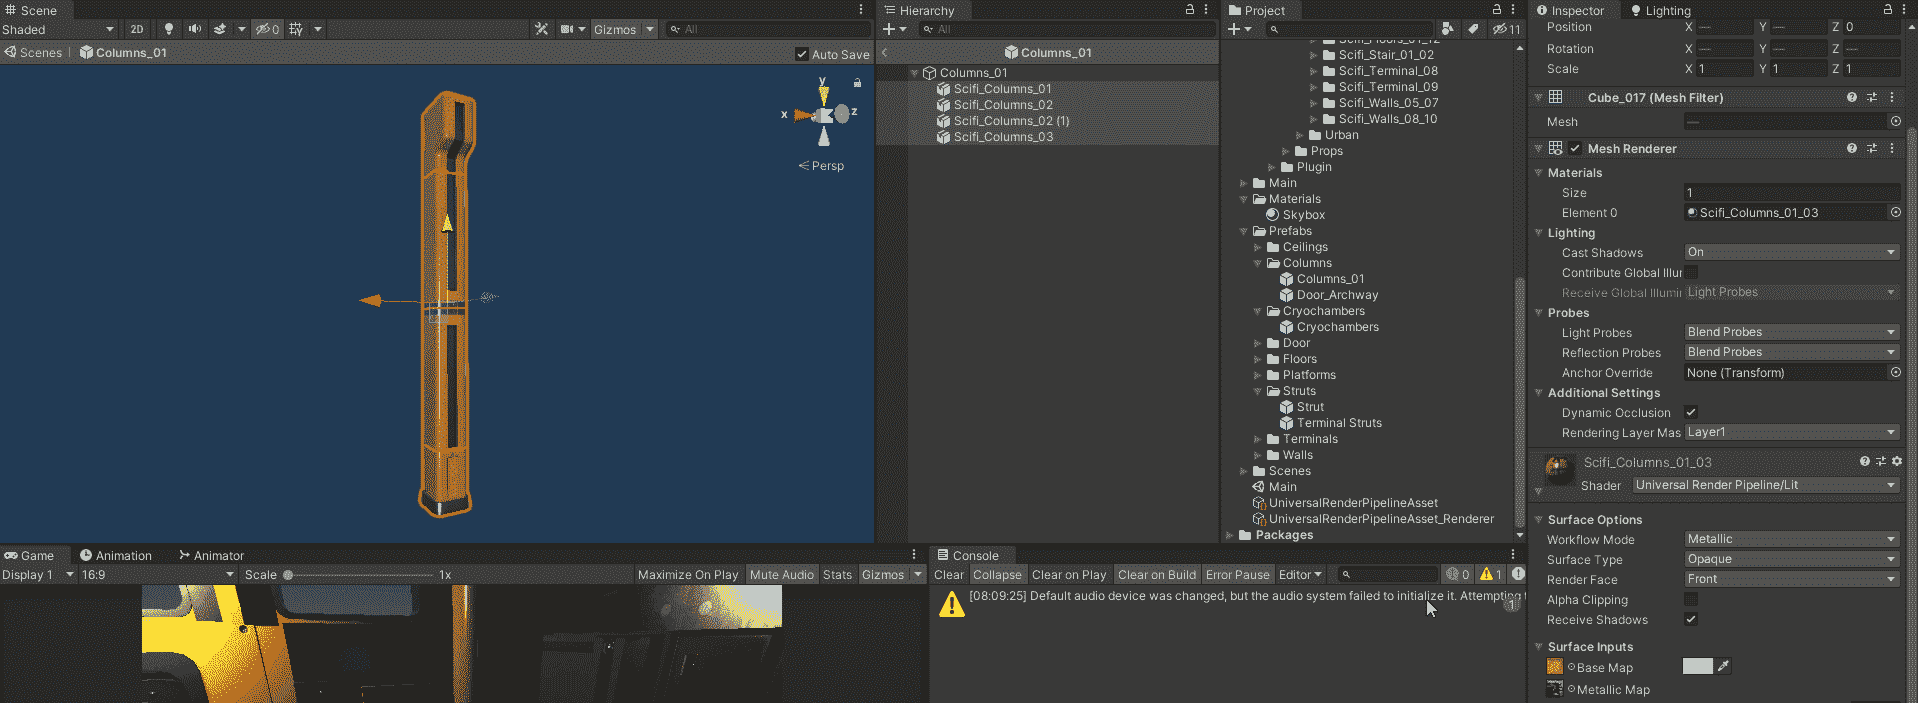 Scene
Shaded
2D
0
Gizmos
All
Scenes
Columns_01
Auto Save
y
x
z
Persp
Hierarchy
All
Columns_01
Columns_01
Scifi_Columns_01
Scifi_Columns_02
Scifi_Columns_02 (1)
Scifi_Columns_03
Project
11
Scifi_Floors_01_12
Scifi_Stair_01_02
Scifi_Terminal_08
Scifi_Terminal_09
Scifi_Walls_05_07
Scifi_Walls_08_10
Urban
Props
Plugin
Main
Materials
Skybox
Prefabs
Ceilings
Columns
Columns_01
Door_Archway
Cryochambers
Cryochambers
Door
Floors
Platforms
Struts
Strut
Terminal Struts
Terminals
Walls
Scenes
Main
UniversalRenderPipelineAsset
UniversalRenderPipelineAsset_Renderer
Packages
Inspector
Lighting
Position X — Y — Z 0
Rotation X — Y — Z —
Scale X 1 Y 1 Z 1
Cube_017 (Mesh Filter)
Mesh —
Mesh Renderer
Materials
Size 1
Element 0 Scifi_Columns_01_03
Lighting
Cast Shadows On
Contribute Global Illur
Receive Global Illumir Light Probes
Probes
Light Probes Blend Probes
Reflection Probes Blend Probes
Anchor Override None (Transform)
Additional Settings
Dynamic Occlusion
Rendering Layer Mas Layer1
Scifi_Columns_01_03
Shader Universal Render Pipeline/Lit
Surface Options
Workflow Mode Metallic
Surface Type Opaque
Render Face Front
Alpha Clipping
Receive Shadows
Surface Inputs
Base Map
Metallic Map
Game
Animation
Animator
Display 1
16:9
Scale
1x
Maximize On Play
Mute Audio
Stats
Gizmos
Console
Clear
Collapse
Clear on Play
Clear on Build
Error Pause
Editor
0
1
[08:09:25] Default audio device was changed, but the audio system failed to initialize it. Attempting t
1